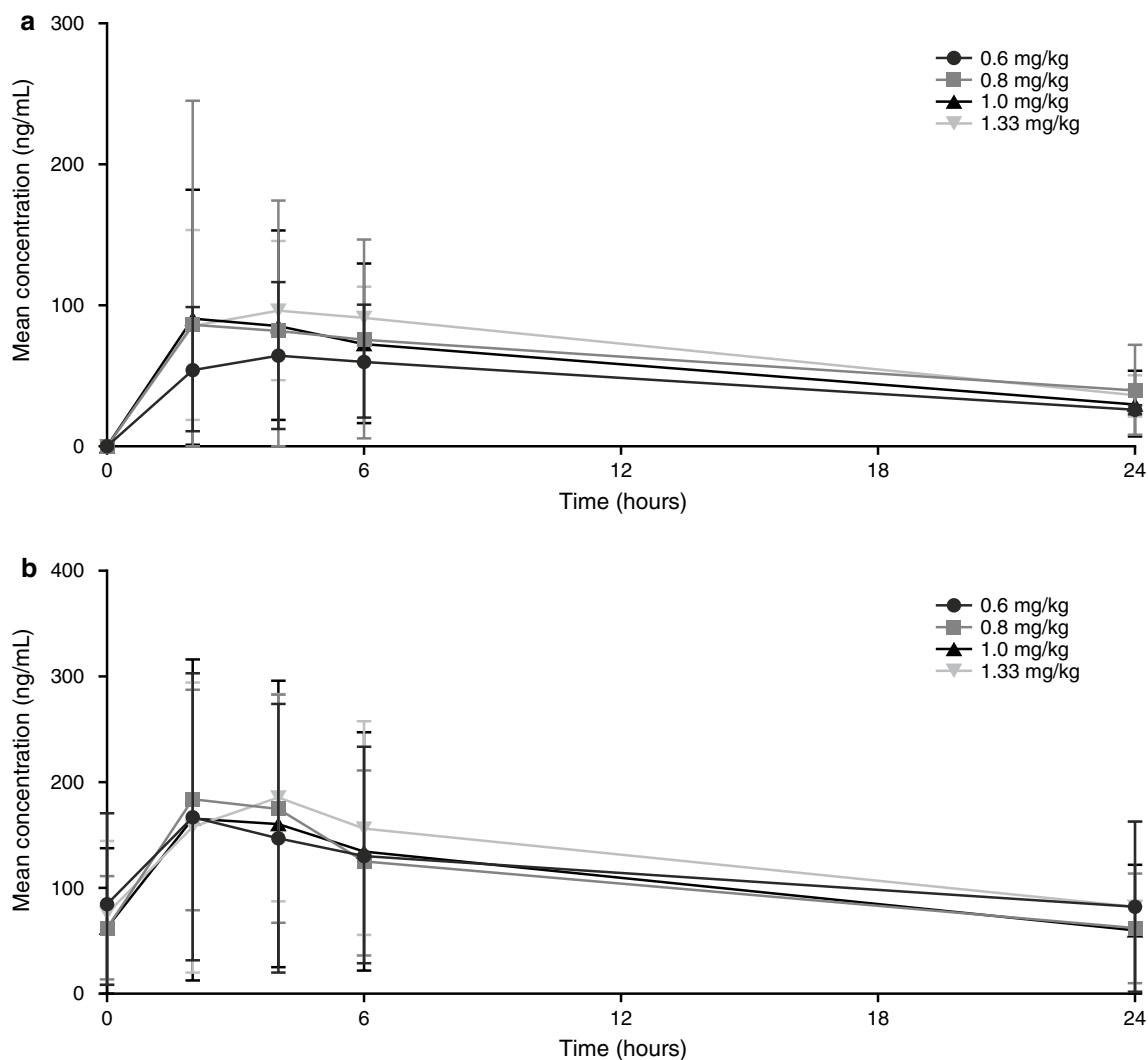 a
300
200
100
0
Mean concentration (ng/mL)
0.6 mg/kg
0.8 mg/kg
1.0 mg/kg
1.33 mg/kg
0 6 12 18 24
Time (hours)
b
400
300
200
100
0
Mean concentration (ng/mL)
0.6 mg/kg
0.8 mg/kg
1.0 mg/kg
1.33 mg/kg
0 6 12 18 24
Time (hours)